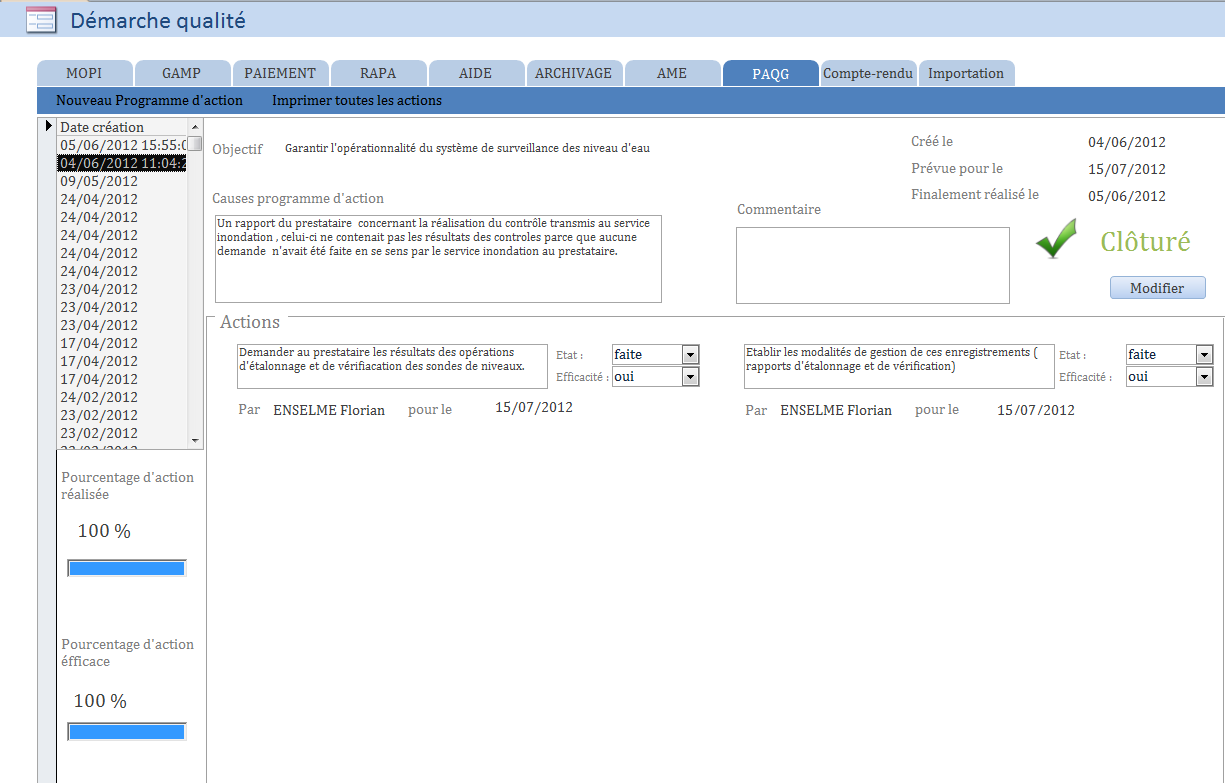 Démarche qualité
MOPI GAMP PAIEMENT RAPA AIDE ARCHIVAGE AME PAQG Compte-rendu Importation
Nouveau Programme d'action Imprimer toutes les actions
Date création
05/06/2012 15:55:0
04/06/2012 11:04:2
09/05/2012
24/04/2012
24/04/2012
24/04/2012
24/04/2012
24/04/2012
23/04/2012
23/04/2012
23/04/2012
17/04/2012
17/04/2012
17/04/2012
24/02/2012
23/02/2012
23/02/2012
Pourcentage d'action
réalisée
100 %
Pourcentage d'action
éfficace
100 %
Objectif Garantir l'opérationnalité du système de surveillance des niveau d'eau
Causes programme d'action
Un rapport du prestataire concernant la réalisation du contrôle transmis au service
inondation , celui-ci ne contenait pas les résultats des controles parce que aucune
demande n'avait été faite en se sens par le service inondation au prestataire.
Commentaire
Créé le 04/06/2012
Prévue pour le 15/07/2012
Finalement réalisé le 05/06/2012
Clôturé
Modifier
Actions
Demander au prestataire les résultats des opérations
d'étalonnage et de vérifiacation des sondes de niveaux.
Etat : faite
Efficacité : oui
Par ENSELME Florian pour le 15/07/2012
Etablir les modalités de gestion de ces enregistrements (
rapports d'étalonnage et de vérification)
Etat : faite
Efficacité : oui
Par ENSELME Florian pour le 15/07/2012